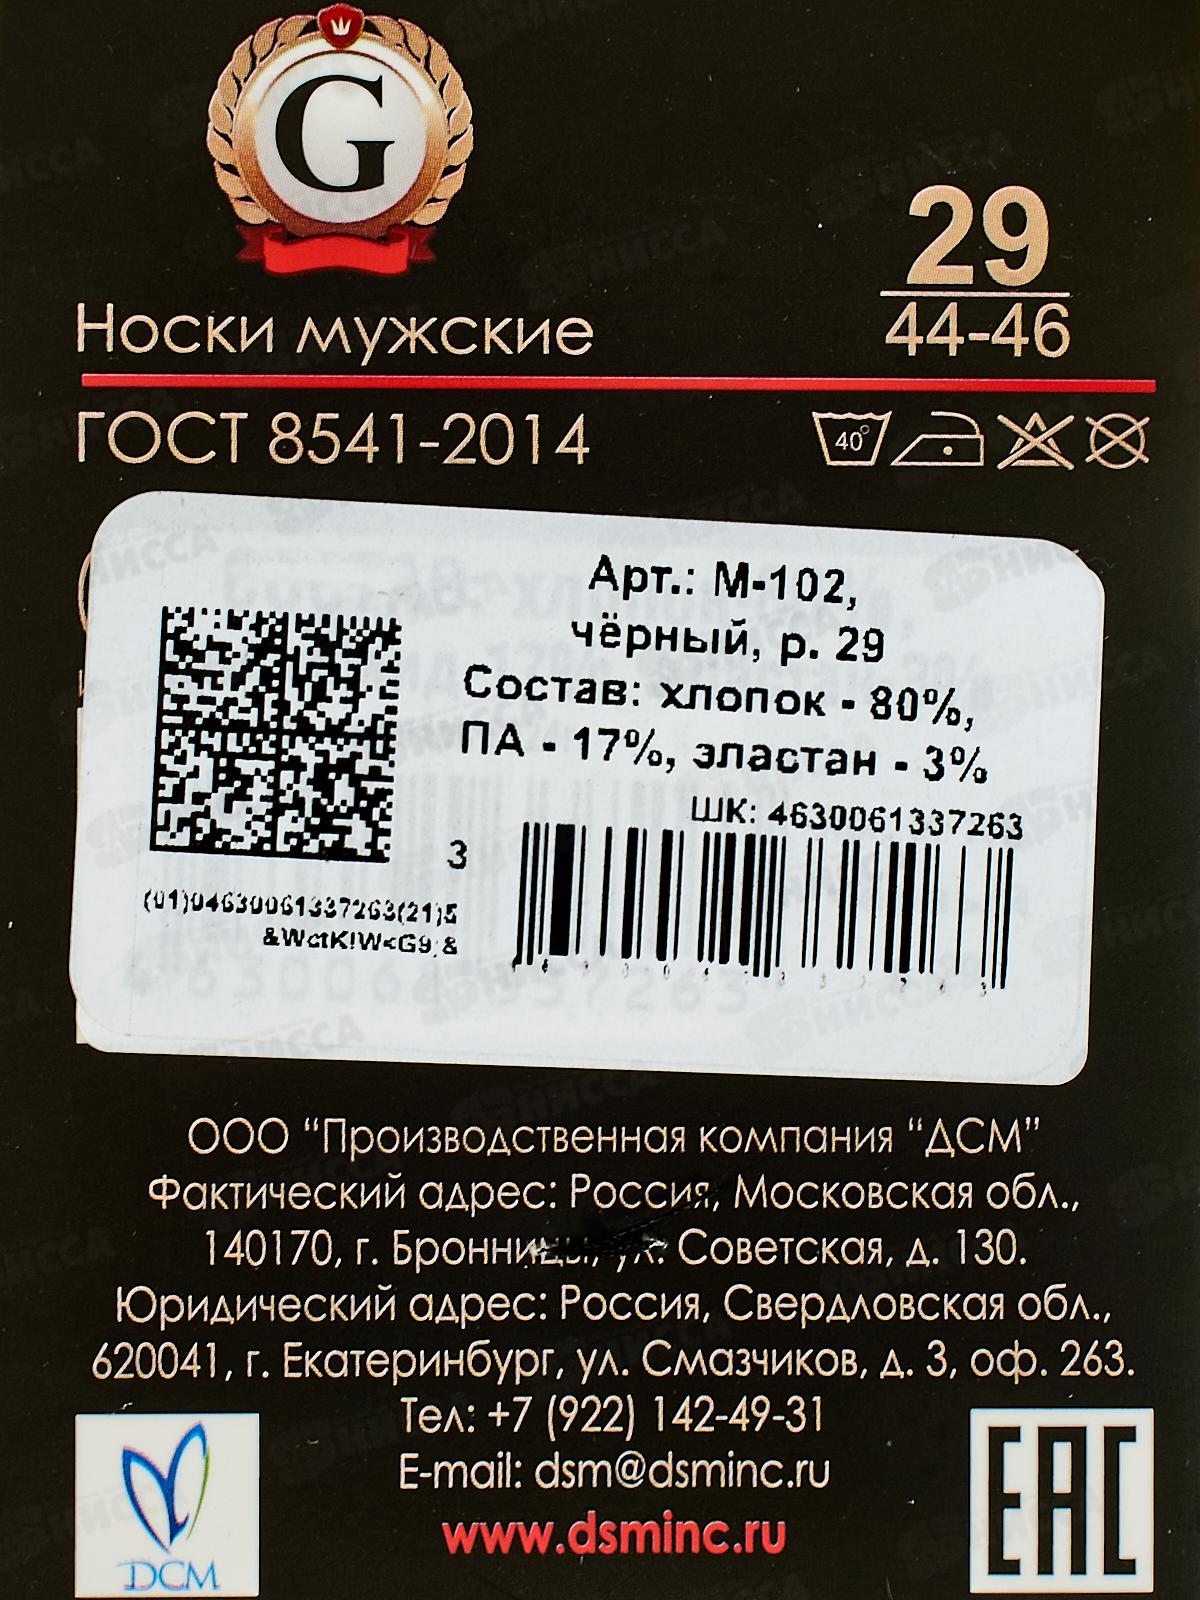 G
29
44-46
Носки мужские
ГОСТ 8541-2014
40°
Арт.: М-102,
чёрный, р. 29
Состав: хлопок - 80%,
ПА - 17%, эластан - 3%
ШК: 4630061337263
3
(01)04630061337263(21)5
&WctK!W<G9;&
ООО “Производственная компания “ДСМ”
Фактический адрес: Россия, Московская обл.,
140170, г. Бронницы, ул. Советская, д. 130.
Юридический адрес: Россия, Свердловская обл.,
620041, г. Екатеринбург, ул. Смазчиков, д. 3, оф. 263.
Тел: +7 (922) 142-49-31
E-mail: dsm@dsminc.ru
www.dsminc.ru
ДСМ
EAC